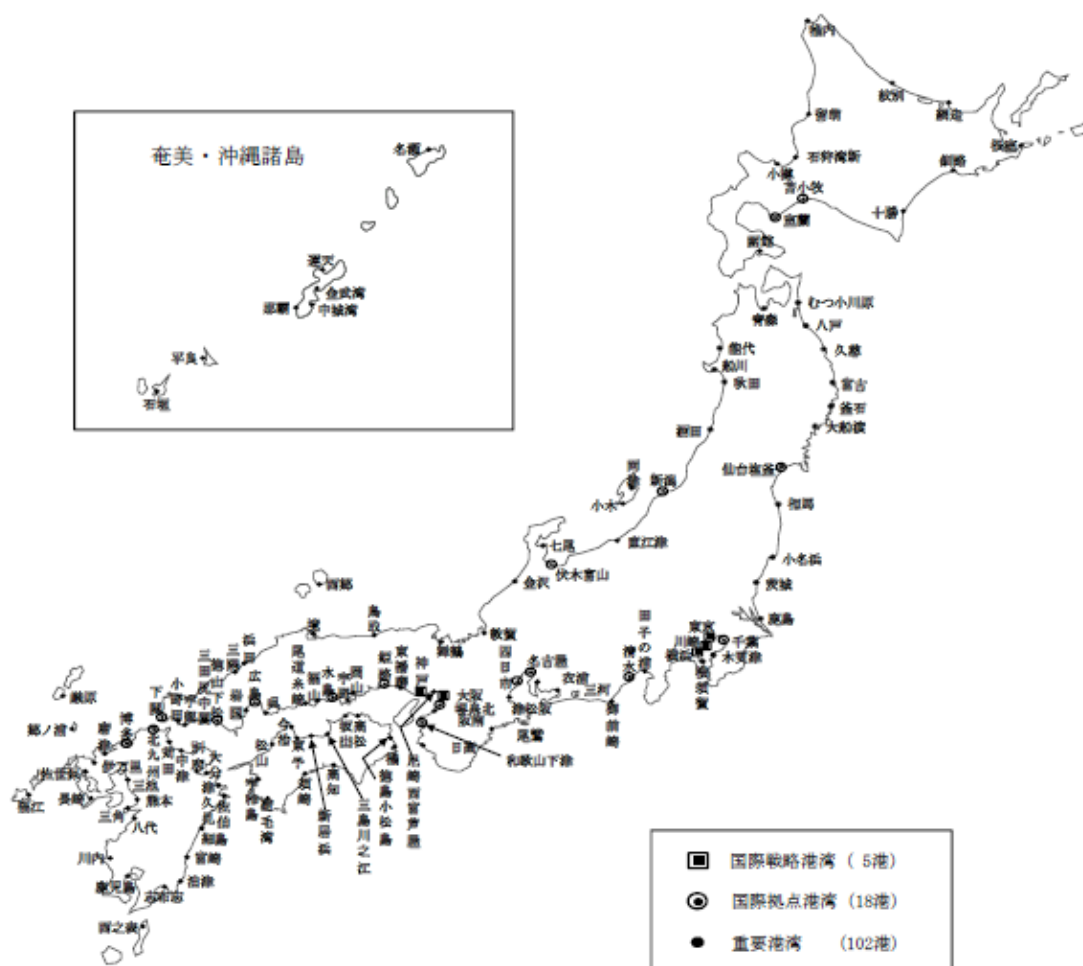 奄美・沖縄諸島
名瀬
運天
金武湾
那覇
中城湾
平良
石垣
稚内
紋別
網走
留萌
根室
石狩湾新
小樽
釧路
苫小牧
十勝
室蘭
函館
むつ小川原
青森
八戸
能代
久慈
船川
秋田
宮古
釜石
大船渡
酒田
仙台塩釜
両津
新潟
小木
相馬
七尾
直江津
小名浜
伏木富山
金沢
茨城
西郷
鹿島
境
鳥取
敦賀
舞鶴
田子の浦
東京
千葉
川崎
木更津
横浜
横須賀
清水
御前崎
名古屋
四日市
衣浦
三河
津松阪
尾鷲
日高
和歌山下津
大阪
堺泉北
阪南
神戸
尼崎西宮芦屋
東播磨
姫路
岡山
宇野
水島
福山
尾道糸崎
呉
広島
岩国
浜田
三隅
徳山下松
三田尻中関
宇部
小野田
下関
高松
坂出
今治
東予
松山
新居浜
三島川之江
徳島小松島
橘
高知
須崎
宇和島
宿毛湾
厳原
郷ノ浦
博多
北九州
苅田
中津
別府
大分
津久見
佐伯
細島
宮崎
油津
唐津
伊万里
佐世保
長崎
福江
三池
熊本
三角
八代
川内
鹿児島
志布志
西之表
国際戦略港湾 ( 5港)
国際拠点港湾 (18港)
重要港湾 (102港)